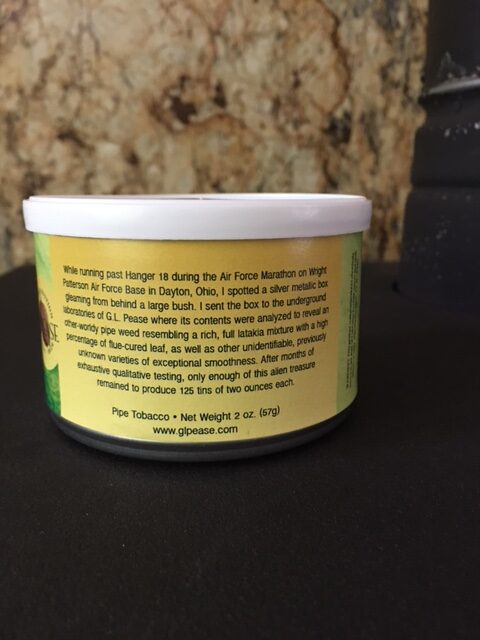 While running past Hanger 18 during the Air Force Marathon on Wright
Patterson Air Force Base in Dayton, Ohio, I spotted a silver metallic box
gleaming from behind a large bush. I sent the box to the underground
laboratories of G.L. Pease where its contents were analyzed to reveal an
other-worldy pipe weed resembling a rich, full latakia mixture with a high
percentage of flue-cured leaf, as well as other unidentifiable, previously
unknown varieties of exceptional smoothness. After months of
exhaustive qualitative testing, only enough of this alien treasure
remained to produce 125 tins of two ounces each.
Pipe Tobacco • Net Weight 2 oz. (57g)
www.glpease.com